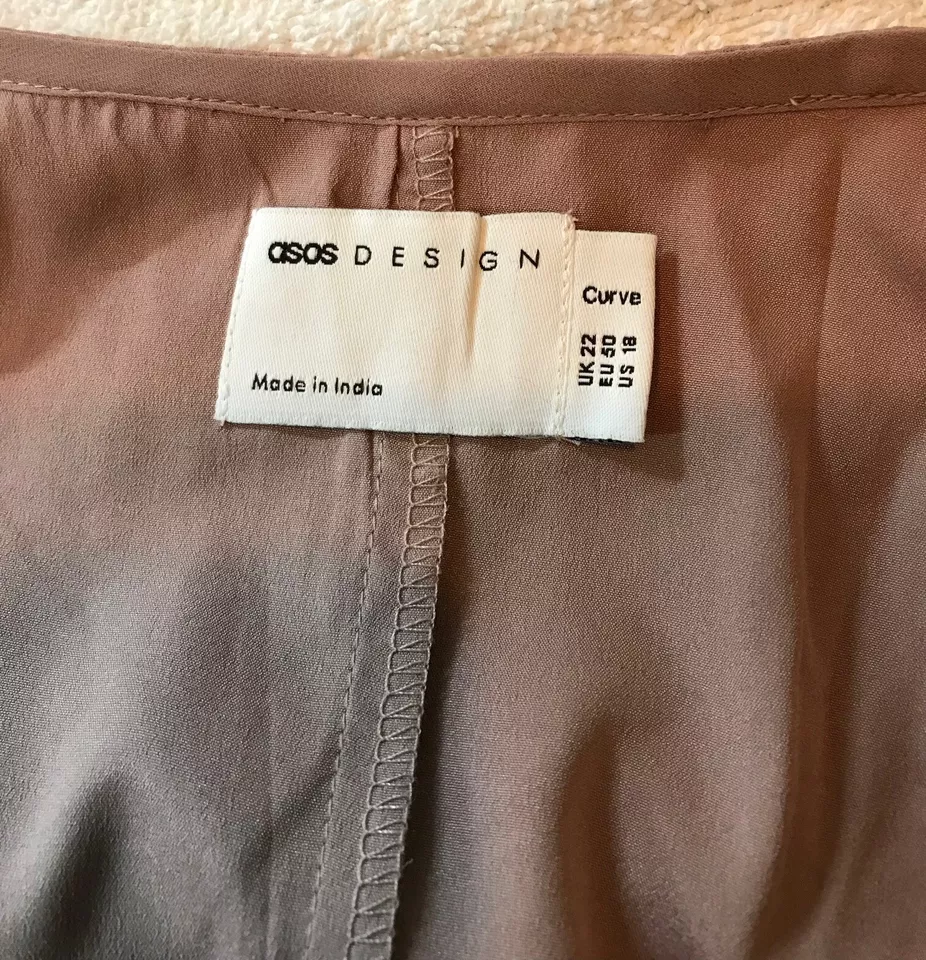 asos DESIGN
Made in India
Curve
UK 22
EU 50
US 18